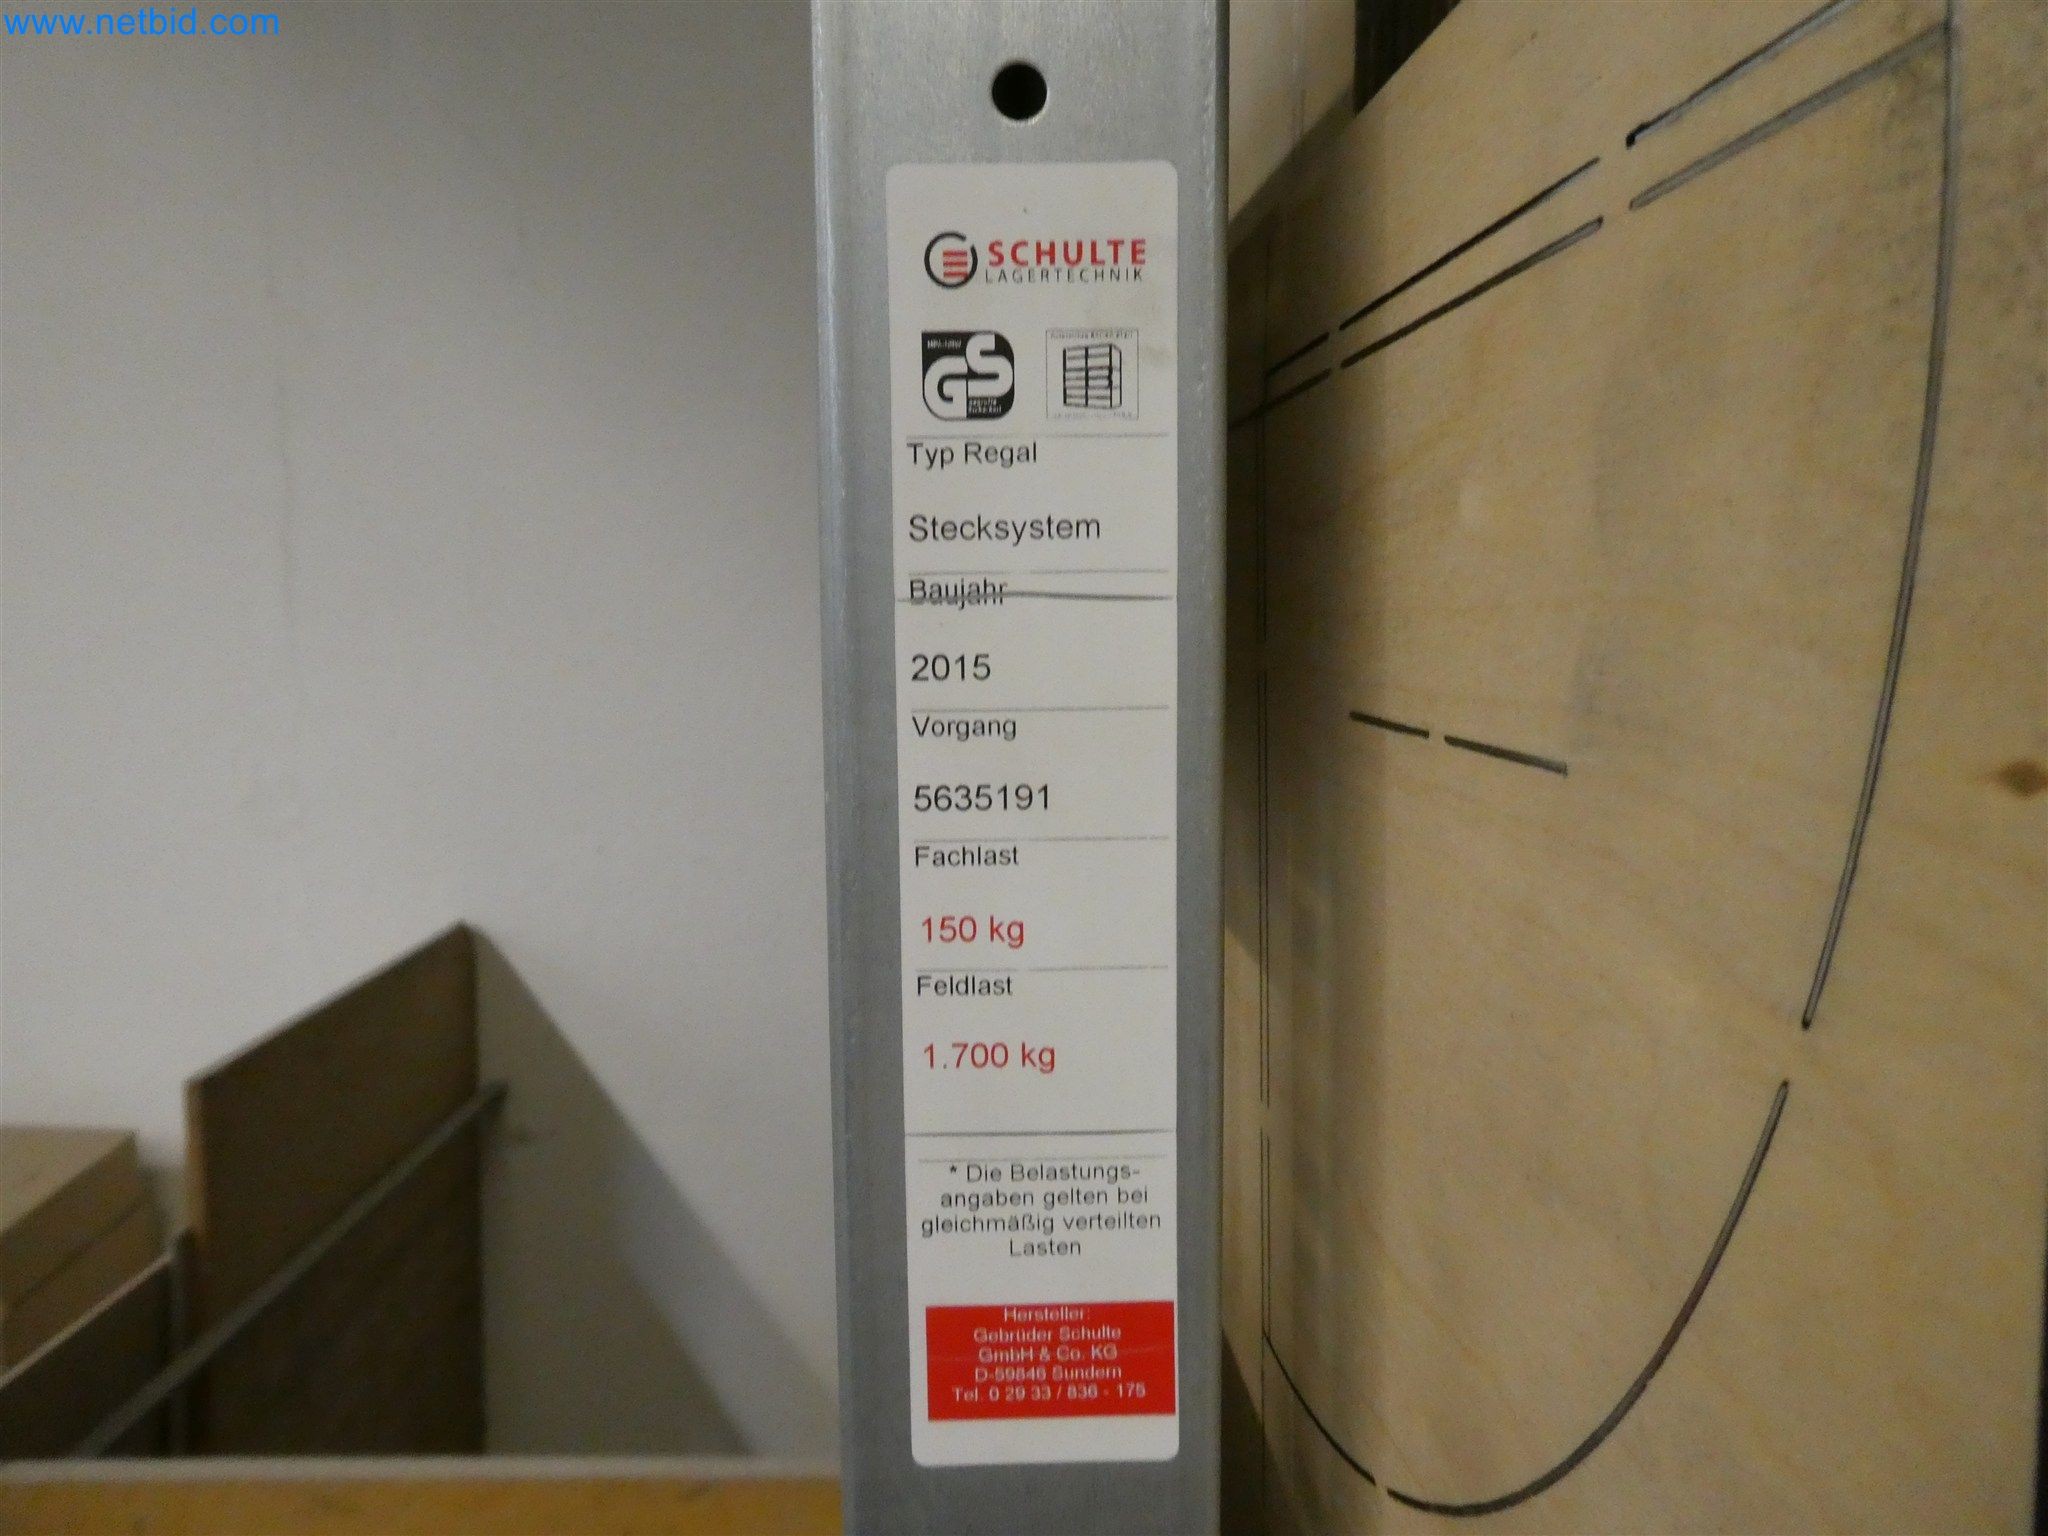 www.netbid.com
SCHULTE
LAGERTECHNIK
GS
geprüfte
Sicherheit
Typ Regal
Stecksystem
Baujahr
2015
Vorgang
5635191
Fachlast
150 kg
Feldlast
1.700 kg
* Die Belastungs-
angaben gelten bei
gleichmäßig verteilten
Lasten
Hersteller:
Gebrüder Schulte
GmbH & Co. KG
D-59846 Sundern
Tel. 0 29 33 / 836 - 175